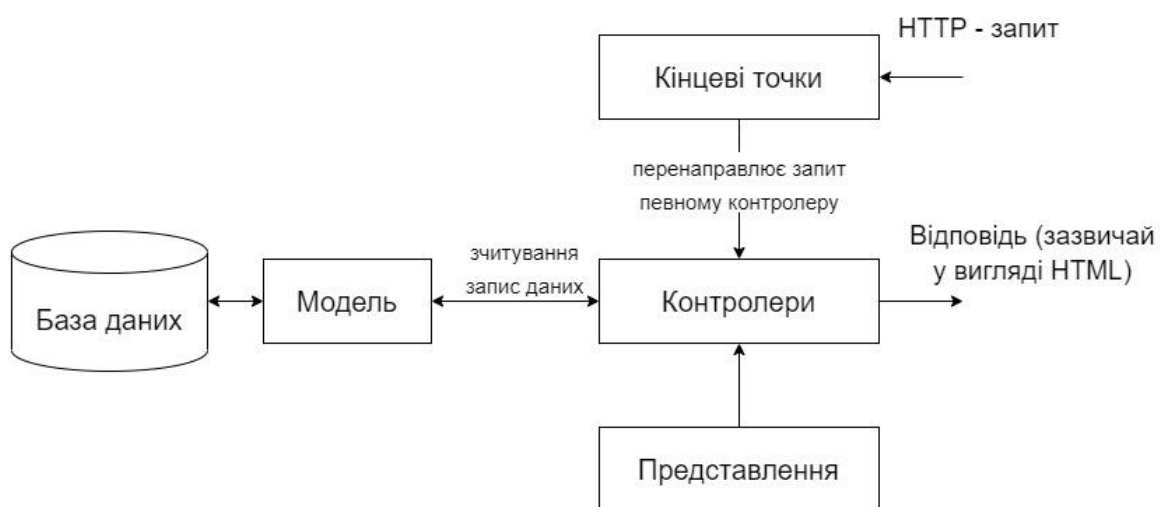 HTTP - запит
Кінцеві точки
перенаправлює запит
певному контролеру
Відповідь (зазвичай
у вигляді HTML)
зчитування
запис даних
База даних
Модель
Контролери
Представлення